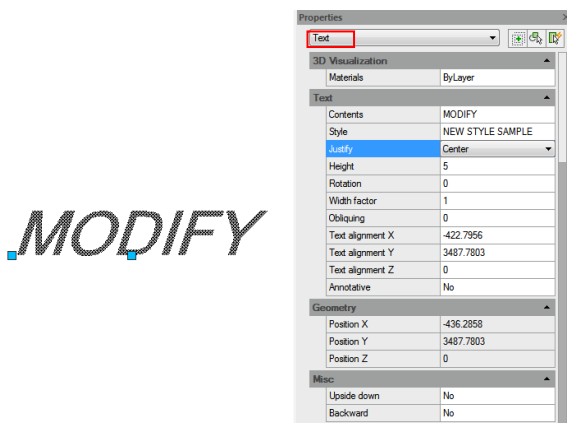 Properties
Text
3D Visualization
Materials ByLayer
Text
Contents MODIFY
Style NEW STYLE SAMPLE
Justify Center
Height 5
Rotation 0
Width factor 1
Obliquing 0
Text alignment X -422.7956
Text alignment Y 3487.7803
Text alignment Z 0
Annotative No
Geometry
Position X -436.2858
Position Y 3487.7803
Position Z 0
Misc
Upside down No
Backward No
MODIFY